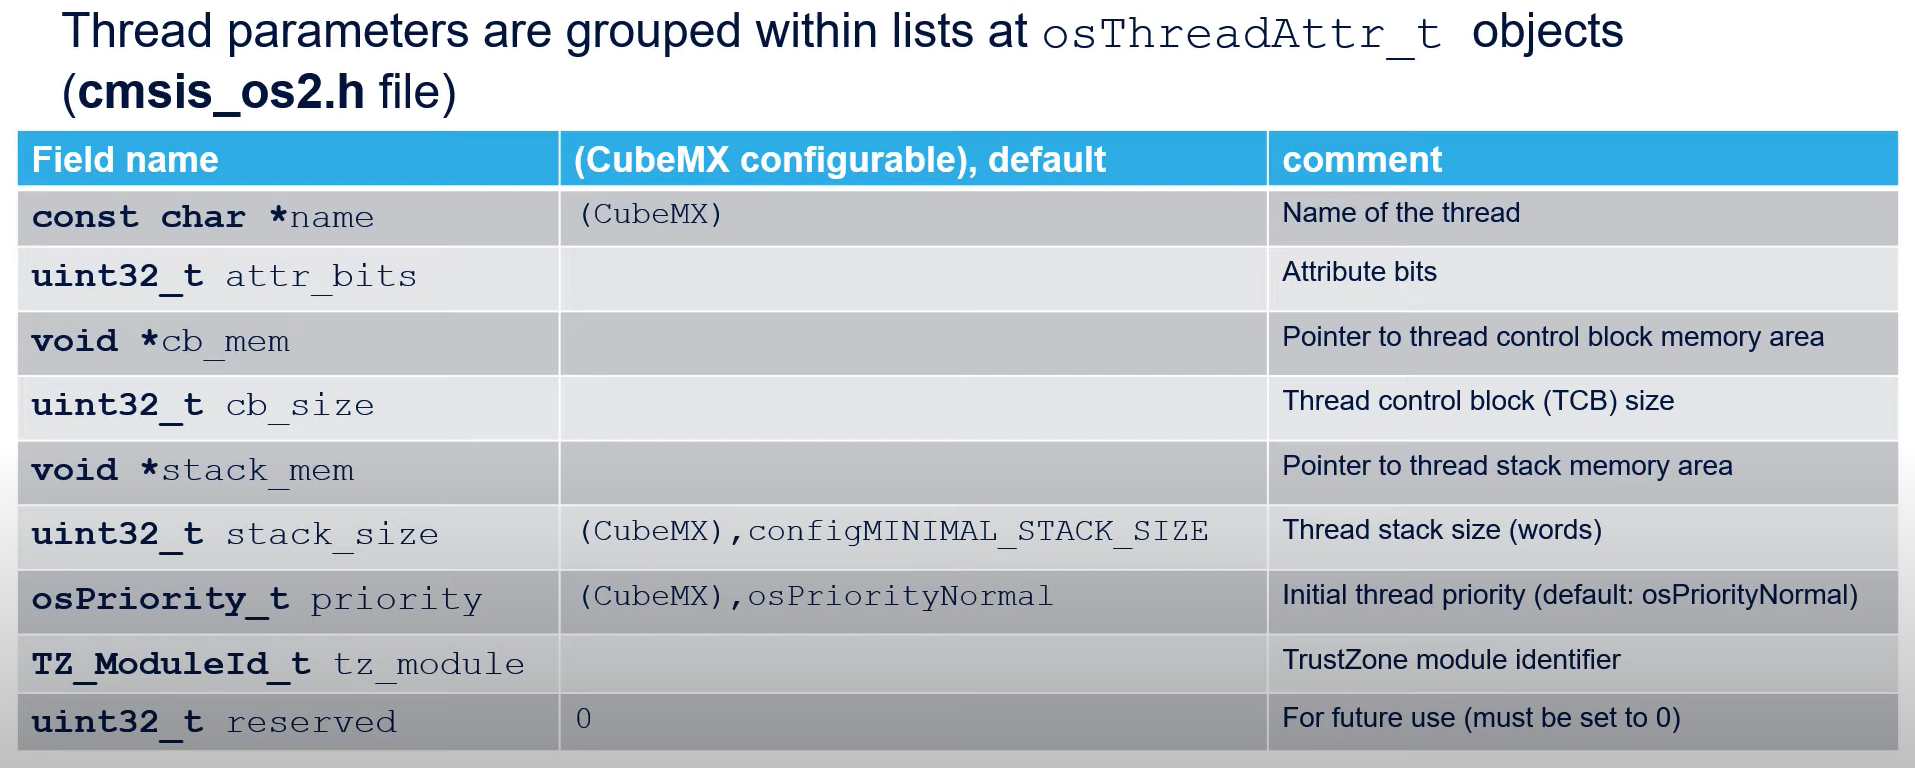 Thread parameters are grouped within lists at osThreadAttr_t objects
(cmsis_os2.h file)
Field name (CubeMX configurable), default comment
const char *name (CubeMX) Name of the thread
uint32_t attr_bits Attribute bits
void *cb_mem Pointer to thread control block memory area
uint32_t cb_size Thread control block (TCB) size
void *stack_mem Pointer to thread stack memory area
uint32_t stack_size (CubeMX),configMINIMAL_STACK_SIZE Thread stack size (words)
osPriority_t priority (CubeMX),osPriorityNormal Initial thread priority (default: osPriorityNormal)
TZ_ModuleId_t tz_module TrustZone module identifier
uint32_t reserved 0 For future use (must be set to 0)